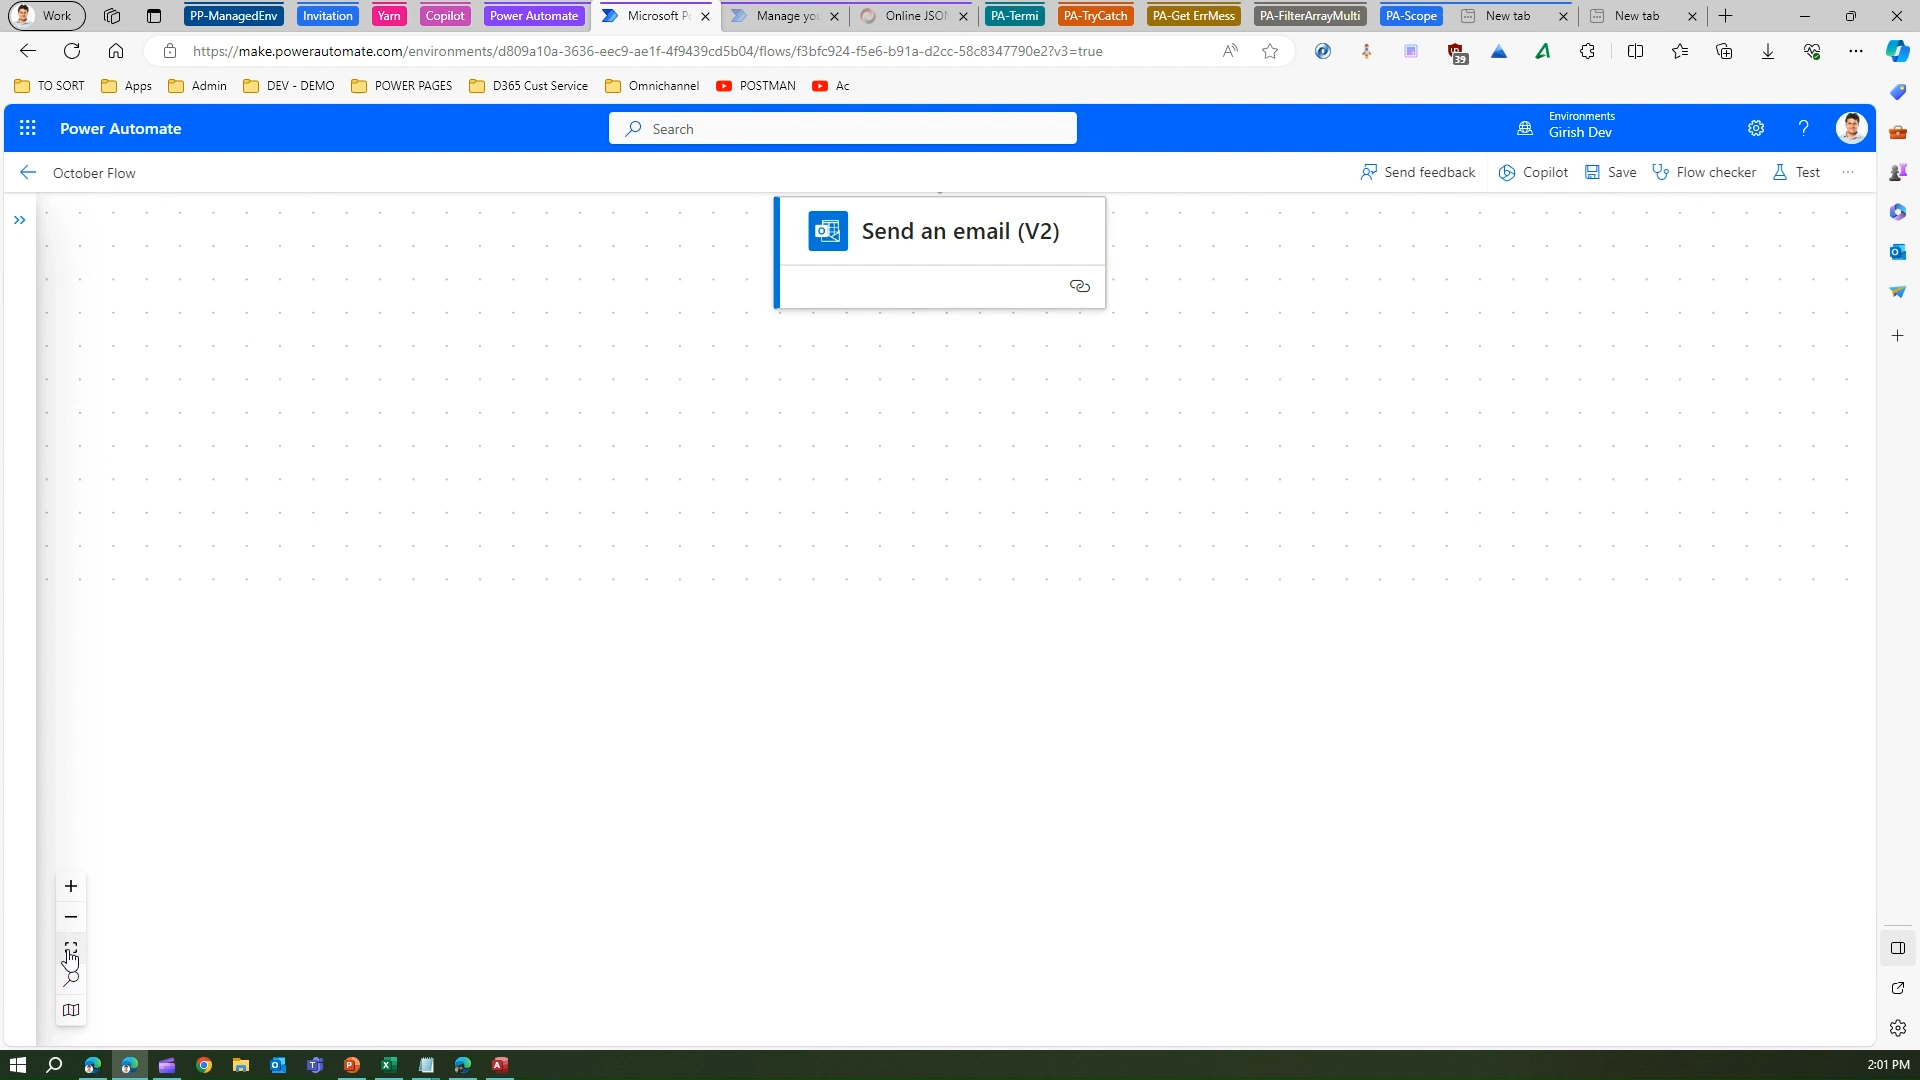 Work
PP-ManagedEnv
Invitation
Yarn
Copilot
Power Automate
Microsoft P
Manage yo
Online JSO
PA-Termi
PA-TryCatch
PA-Get ErrMess
PA-FilterArrayMulti
PA-Scope
New tab
New tab
https://make.powerautomate.com/environments/d809a10a-3636-eec9-ae1f-4f9439cd5b04/flows/f3bfc924-f5e6-b91a-d2cc-58c8347790e2?v3=true
39
TO SORT
Apps
Admin
DEV - DEMO
POWER PAGES
D365 Cust Service
Omnichannel
POSTMAN
Ac
Power Automate
Search
Environments
Girish Dev
October Flow
Send feedback
Copilot
Save
Flow checker
Test
Send an email (V2)
2:01 PM